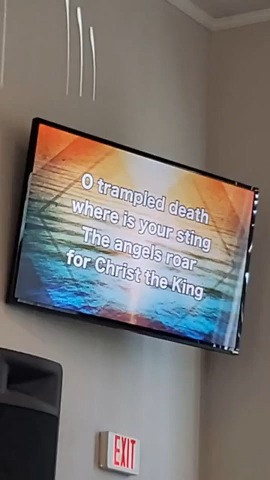 O trampled death
where is your sting
The angels roar
for Christ the King
EXIT